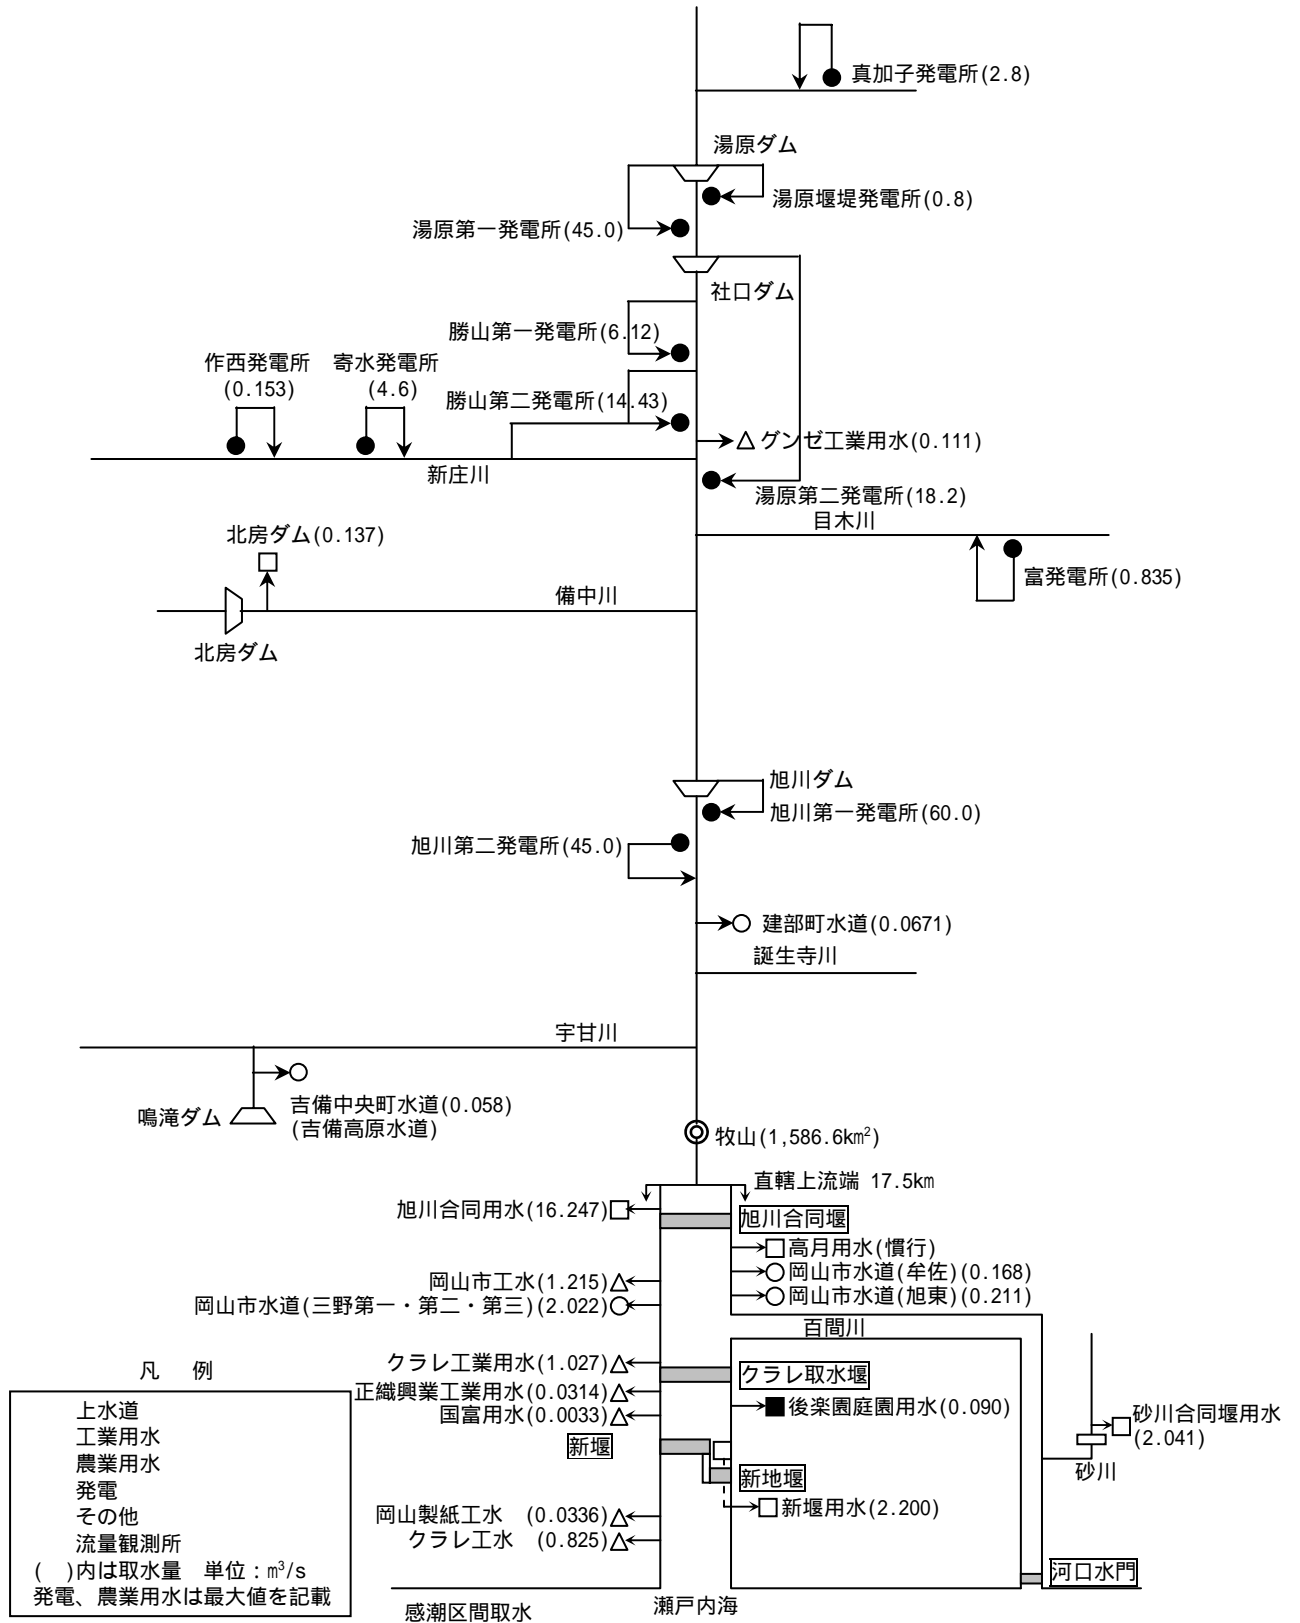 真加子発電所(2.8)
湯原ダム
湯原堰堤発電所(0.8)
湯原第一発電所(45.0)
社口ダム
勝山第一発電所(6.12)
作西発電所
(0.153)
寄水発電所
(4.6)
勝山第二発電所(14.43)
グンゼ工業用水(0.111)
新庄川
湯原第二発電所(18.2)
目木川
北房ダム(0.137)
富発電所(0.835)
備中川
北房ダム
旭川ダム
旭川第一発電所(60.0)
旭川第二発電所(45.0)
建部町水道(0.0671)
誕生寺川
宇甘川
鳴滝ダム
吉備中央町水道(0.058)
(吉備高原水道)
牧山(1,586.6km²)
直轄上流端 17.5km
旭川合同用水(16.247)
旭川合同堰
高月用水(慣行)
岡山市工水(1.215)
岡山市水道(牟佐)(0.168)
岡山市水道(三野第一・第二・第三)(2.022)
岡山市水道(旭東)(0.211)
百間川
クラレ工業用水(1.027)
クラレ取水堰
正織興業工業用水(0.0314)
国富用水(0.0033)
後楽園庭園用水(0.090)
砂川合同堰用水
(2.041)
新堰
新地堰
砂川
新堰用水(2.200)
岡山製紙工水 (0.0336)
クラレ工水 (0.825)
河口水門
感潮区間取水
瀬戸内海
凡 例
上水道
工業用水
農業用水
発電
その他
流量観測所
( )内は取水量 単位:m³/s
発電、農業用水は最大値を記載